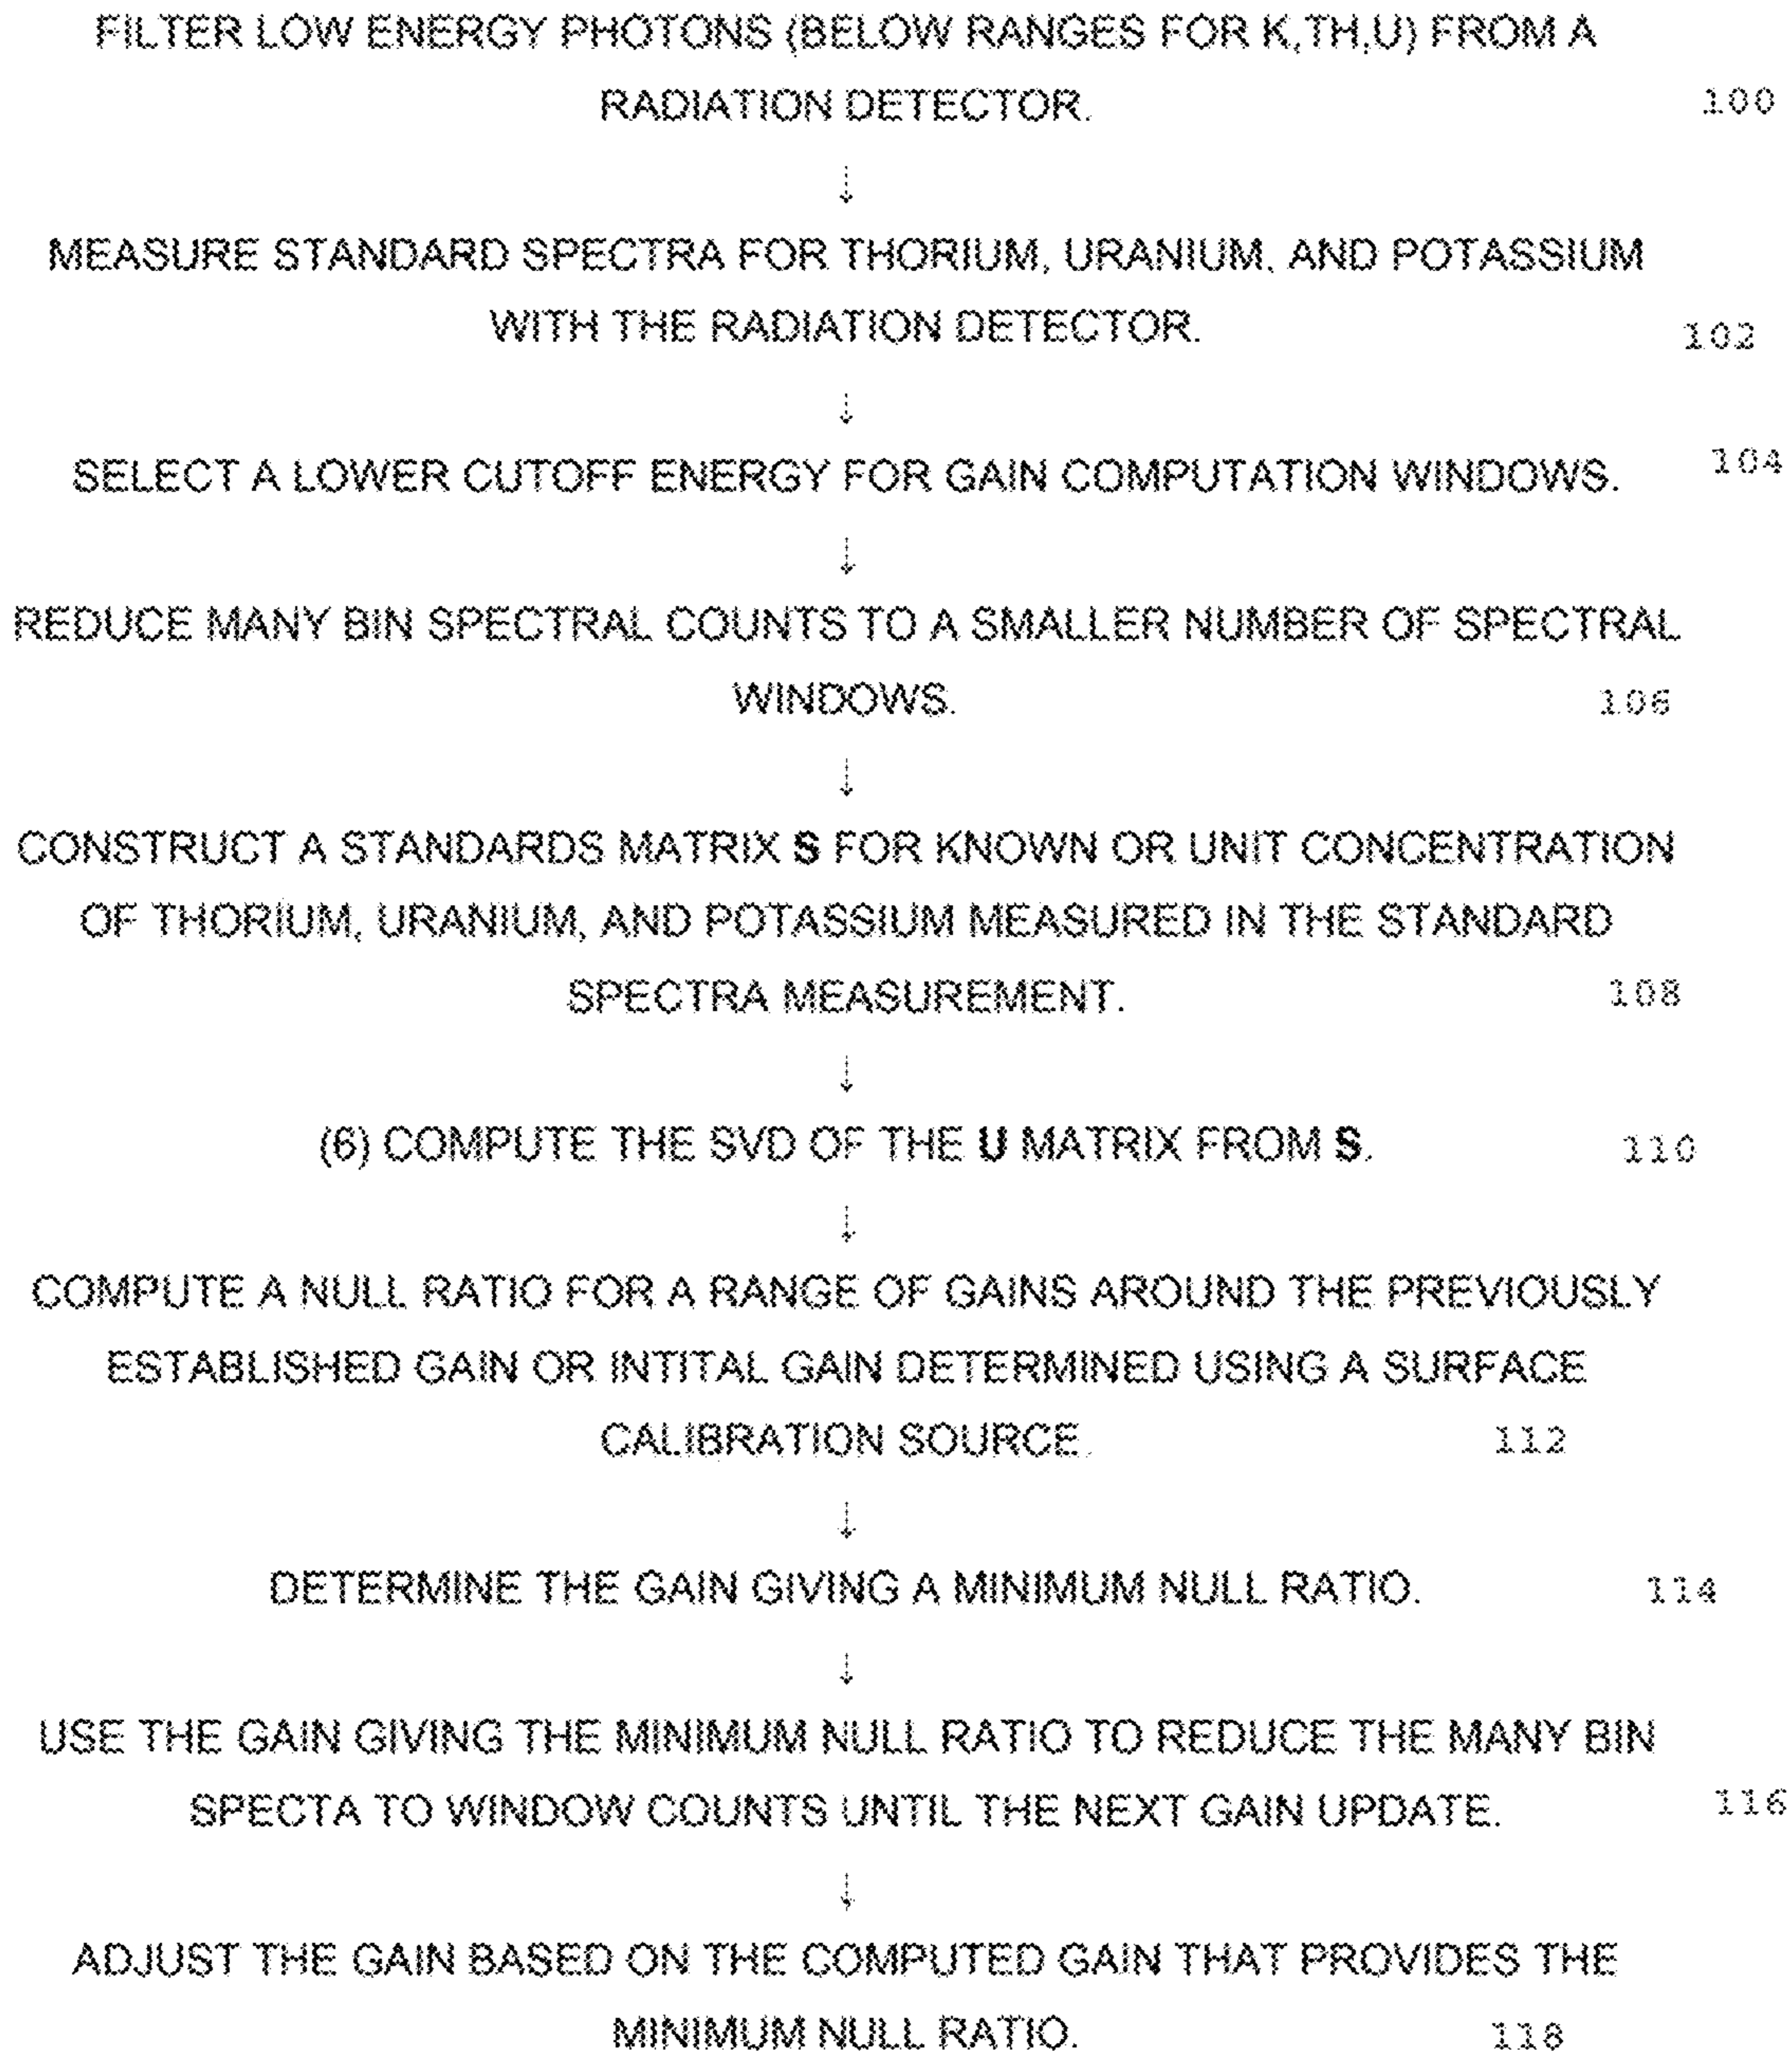 FILTER LOW ENERGY PHOTONS (BELOW RANGES FOR K,TH,U) FROM A
RADIATION DETECTOR. 100
↓
MEASURE STANDARD SPECTRA FOR THORIUM, URANIUM, AND POTASSIUM
WITH THE RADIATION DETECTOR. 102
↓
SELECT A LOWER CUTOFF ENERGY FOR GAIN COMPUTATION WINDOWS. 104
↓
REDUCE MANY BIN SPECTRAL COUNTS TO A SMALLER NUMBER OF SPECTRAL
WINDOWS. 106
↓
CONSTRUCT A STANDARDS MATRIX S FOR KNOWN OR UNIT CONCENTRATION
OF THORIUM, URANIUM, AND POTASSIUM MEASURED IN THE STANDARD
SPECTRA MEASUREMENT. 108
↓
(6) COMPUTE THE SVD OF THE U MATRIX FROM S. 110
↓
COMPUTE A NULL RATIO FOR A RANGE OF GAINS AROUND THE PREVIOUSLY
ESTABLISHED GAIN OR INTITAL GAIN DETERMINED USING A SURFACE
CALIBRATION SOURCE. 112
↓
DETERMINE THE GAIN GIVING A MINIMUM NULL RATIO. 114
↓
USE THE GAIN GIVING THE MINIMUM NULL RATIO TO REDUCE THE MANY BIN
SPECTA TO WINDOW COUNTS UNTIL THE NEXT GAIN UPDATE. 116
↓
ADJUST THE GAIN BASED ON THE COMPUTED GAIN THAT PROVIDES THE
MINIMUM NULL RATIO. 118